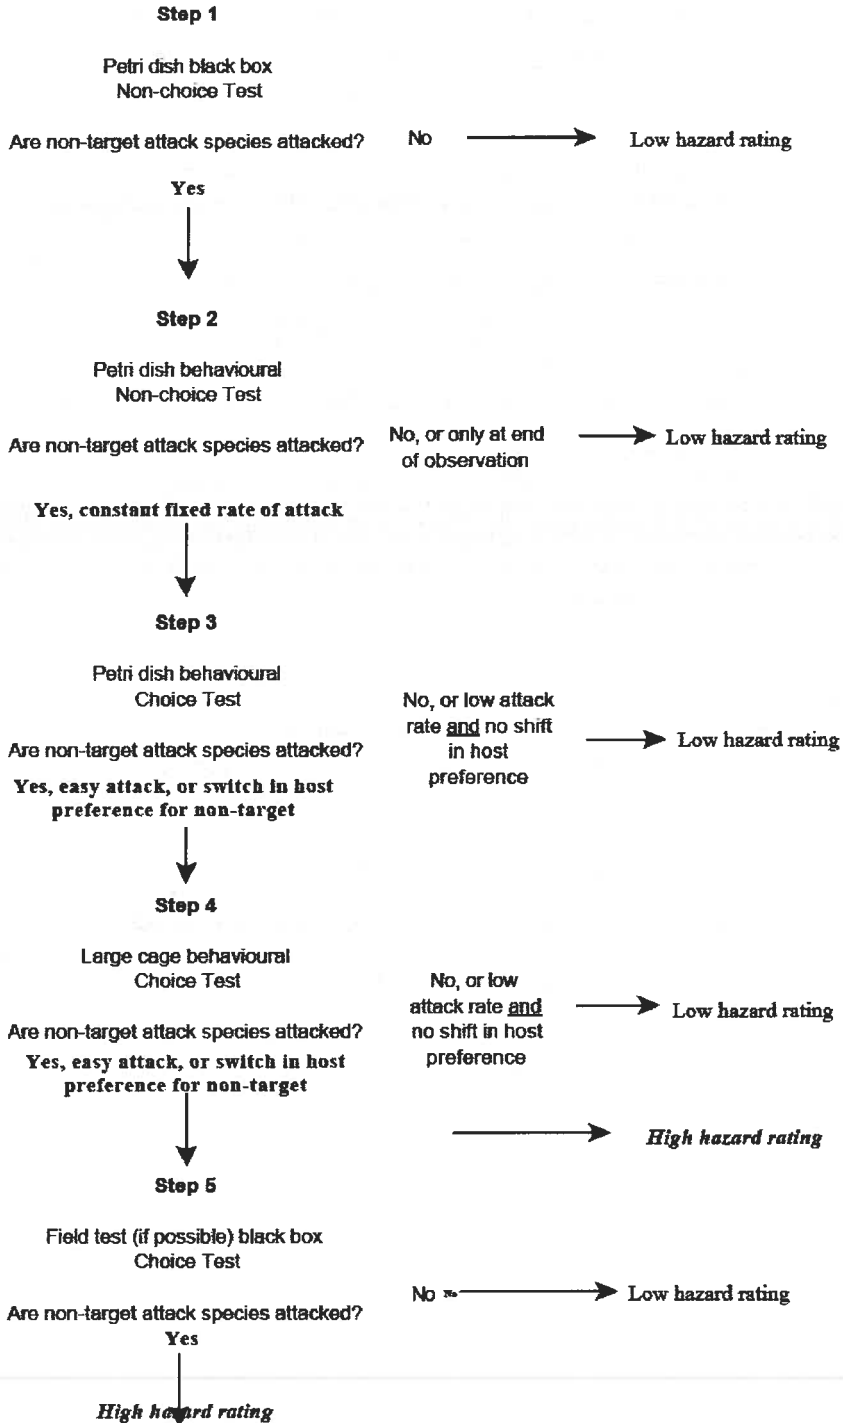 Step 1
Petri dish black box
Non-choice Test
Are non-target attack species attacked?
No
Low hazard rating
Yes
Step 2
Petri dish behavioural
Non-choice Test
Are non-target attack species attacked?
No, or only at end
of observation
Low hazard rating
Yes, constant fixed rate of attack
Step 3
Petri dish behavioural
Choice Test
Are non-target attack species attacked?
No, or low attack
rate and no shift
in host
preference
Low hazard rating
Yes, easy attack, or switch in host
preference for non-target
Step 4
Large cage behavioural
Choice Test
Are non-target attack species attacked?
No, or low
attack rate and
no shift in host
preference
Low hazard rating
Yes, easy attack, or switch in host
preference for non-target
High hazard rating
Step 5
Field test (if possible) black box
Choice Test
Are non-target attack species attacked?
No
Low hazard rating
Yes
High hazard rating